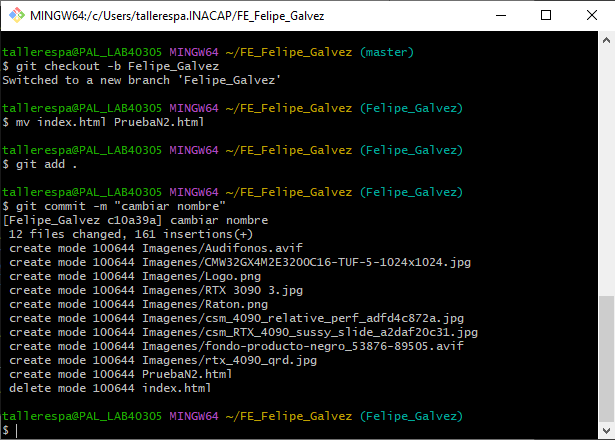 MINGW64:/c/Users/tallerespa.INACAP/FE_Felipe_Galvez
tallerespa@PAL_LAB40305 MINGW64 ~/FE_Felipe_Galvez (master)
$ git checkout -b Felipe_Galvez
Switched to a new branch 'Felipe_Galvez'
tallerespa@PAL_LAB40305 MINGW64 ~/FE_Felipe_Galvez (Felipe_Galvez)
$ mv index.html PruebaN2.html
tallerespa@PAL_LAB40305 MINGW64 ~/FE_Felipe_Galvez (Felipe_Galvez)
$ git add .
tallerespa@PAL_LAB40305 MINGW64 ~/FE_Felipe_Galvez (Felipe_Galvez)
$ git commit -m "cambiar nombre"
[Felipe_Galvez c10a39a] cambiar nombre
12 files changed, 161 insertions(+)
create mode 100644 Imagenes/Audifonos.avif
create mode 100644 Imagenes/CMW32GX4M2E3200C16-TUF-5-1024x1024.jpg
create mode 100644 Imagenes/Logo.png
create mode 100644 Imagenes/RTX 3090 3.jpg
create mode 100644 Imagenes/Raton.png
create mode 100644 Imagenes/csm_4090_relative_perf_adfd4c872a.jpg
create mode 100644 Imagenes/csm_RTX_4090_sussy_slide_a2daf20c31.jpg
create mode 100644 Imagenes/fondo-producto-negro_53876-89505.avif
create mode 100644 Imagenes/rtx_4090_qrd.jpg
create mode 100644 PruebaN2.html
delete mode 100644 index.html
tallerespa@PAL_LAB40305 MINGW64 ~/FE_Felipe_Galvez (Felipe_Galvez)
$